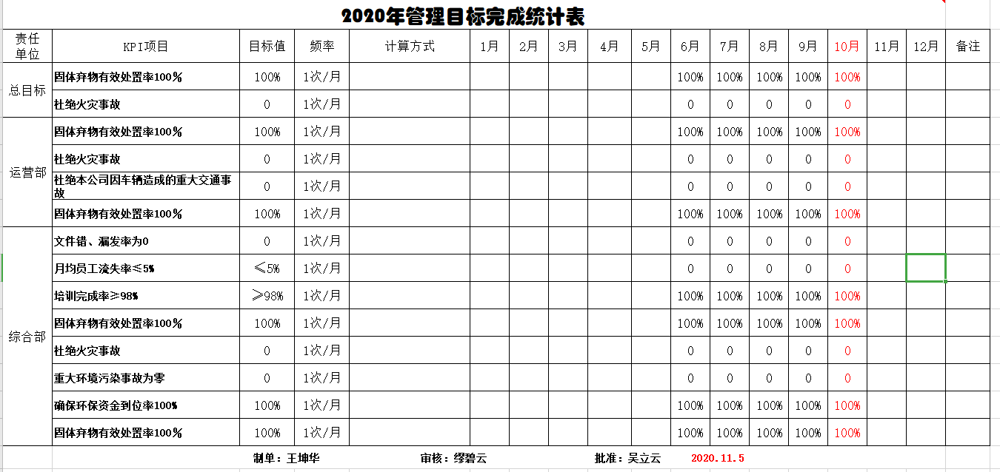 2020年管理目标完成统计表
责任
单位 KPI项目 目标值 频率 计算方式 1月 2月 3月 4月 5月 6月 7月 8月 9月 10月 11月 12月 备注
总目标
固体弃物有效处置率100% 100% 1次/月 100% 100% 100% 100% 100%
杜绝火灾事故 0 1次/月 0 0 0 0 0
运营部
固体弃物有效处置率100% 100% 1次/月 100% 100% 100% 100% 100%
杜绝火灾事故 0 1次/月 0 0 0 0 0
杜绝本公司因车辆造成的重大交通事
故 0 1次/月 0 0 0 0 0
固体弃物有效处置率100% 100% 1次/月 100% 100% 100% 100% 100%
综合部
文件错、漏发率为0 0 1次/月 0 0 0 0 0
月均员工流失率≤5% ≤5% 1次/月 0 0 0 0 0
培训完成率≥98% ≥98% 1次/月 100% 100% 100% 100% 100%
固体弃物有效处置率100% 100% 1次/月 100% 100% 100% 100% 100%
杜绝火灾事故 0 1次/月 0 0 0 0 0
重大环境污染事故为零 0 1次/月 0 0 0 0 0
确保环保资金到位率100% 100% 1次/月 100% 100% 100% 100% 100%
固体弃物有效处置率100% 100% 1次/月 100% 100% 100% 100% 100%
制单：王坤华 审核：缪碧云 批准：吴立云 2020.11.5